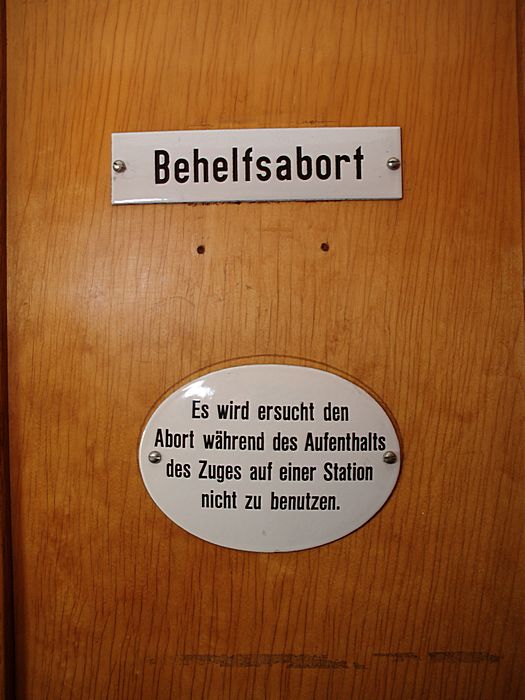 Behelfsabort
Es wird ersucht den
Abort während des Aufenthalts
des Zuges auf einer Station
nicht zu benutzen.